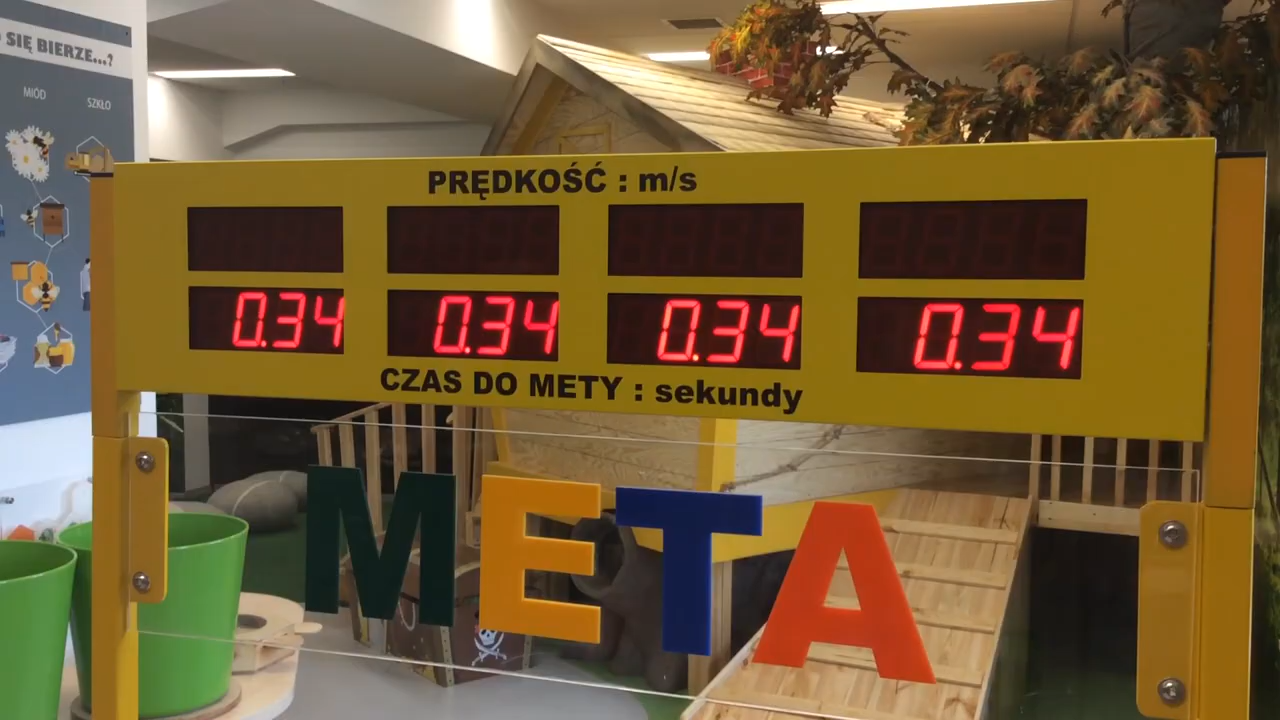 SIĘ BIERZE...?
MIÓD SZKŁO
PRĘDKOŚĆ : m/s
0.34 0.34 0.34 0.34
CZAS DO METY : sekundy
META